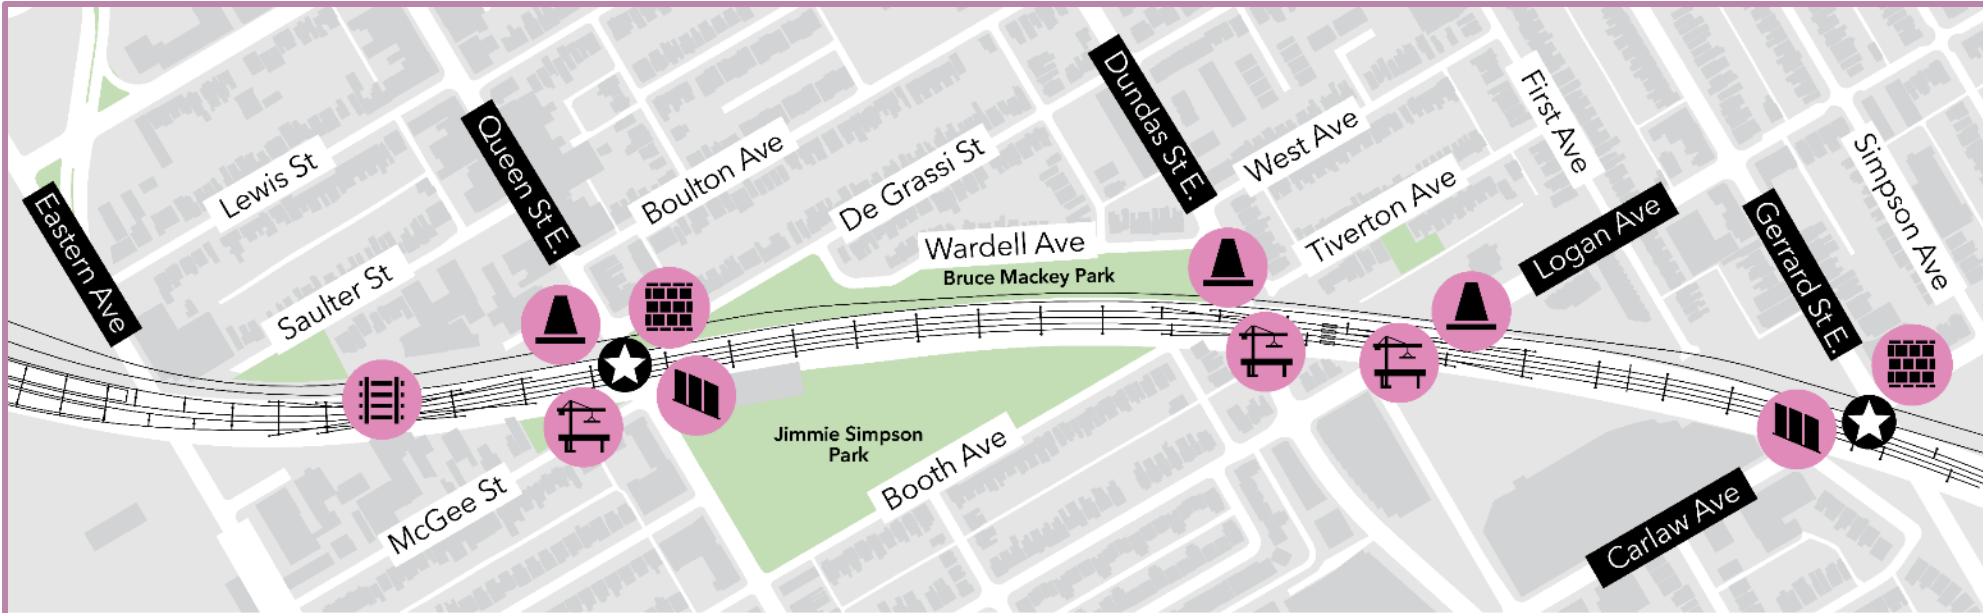 Eastern Ave
Lewis St
Saulter St
Queen St E.
Boulton Ave
De Grassi St
Wardell Ave
Bruce Mackey Park
Dundas St E.
West Ave
Tiverton Ave
First Ave
Logan Ave
Gerrard St E.
Simpson Ave
McGee St
Jimmie Simpson
Park
Booth Ave
Carlaw Ave